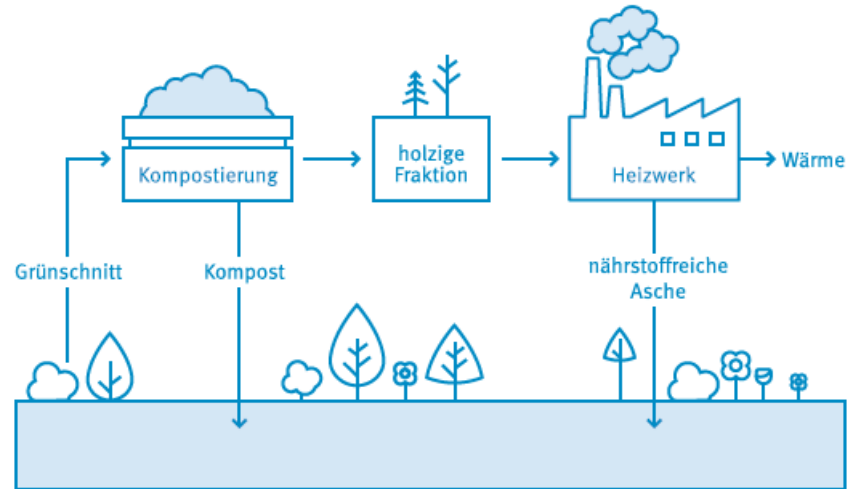 Kompostierung
holzige
Fraktion
Heizwerk
Wärme
Grünschnitt
Kompost
nährstoffreiche
Asche